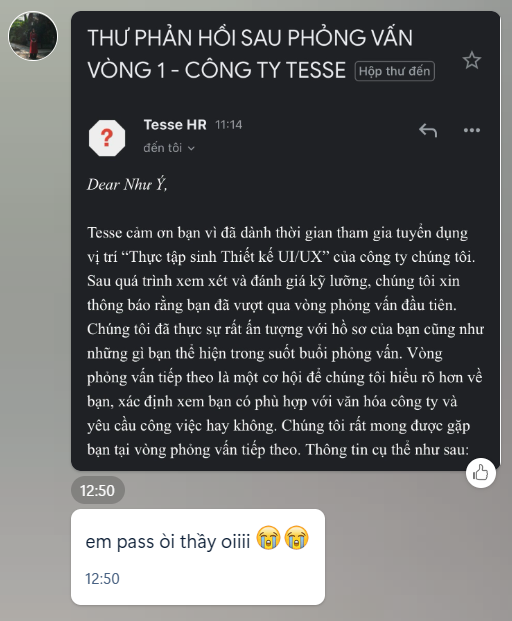 THƯ PHẢN HỒI SAU PHỎNG VẤN
VÒNG 1 - CÔNG TY TESSE Hộp thư đến
Tesse HR 11:14
đến tôi
?
Dear Như Ý,
Tesse cảm ơn bạn vì đã dành thời gian tham gia tuyển dụng
vị trí “Thực tập sinh Thiết kế UI/UX” của công ty chúng tôi.
Sau quá trình xem xét và đánh giá kỹ lưỡng, chúng tôi xin
thông báo rằng bạn đã vượt qua vòng phỏng vấn đầu tiên.
Chúng tôi đã thực sự rất ấn tượng với hồ sơ của bạn cũng như
những gì bạn thể hiện trong suốt buổi phỏng vấn. Vòng
phỏng vấn tiếp theo là một cơ hội để chúng tôi hiểu rõ hơn về
bạn, xác định xem bạn có phù hợp với văn hóa công ty và
yêu cầu công việc hay không. Chúng tôi rất mong được gặp
bạn tại vòng phỏng vấn tiếp theo. Thông tin cụ thể như sau:
12:50
em pass òi thầy oiiii 😭😭
12:50